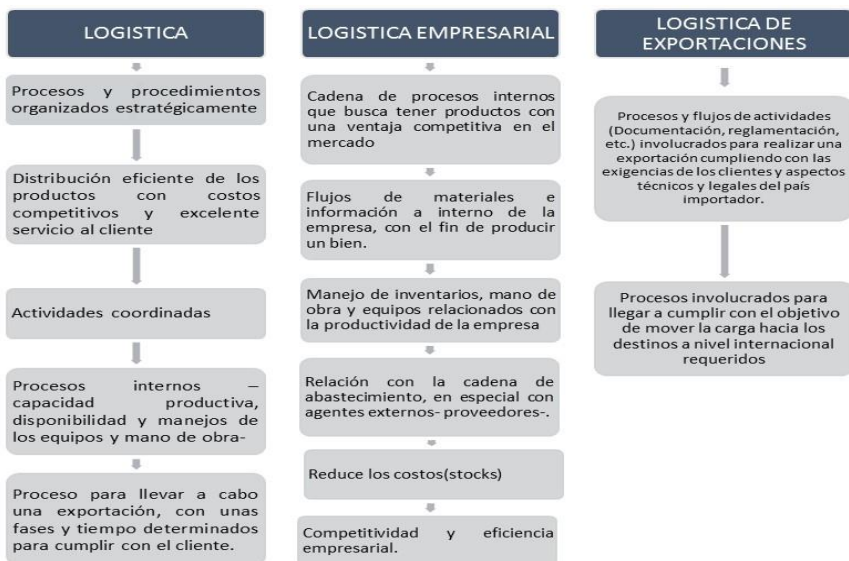 LOGISTICA
Procesos y procedimientos
organizados estratégicamente
Distribución eficiente de los
productos con costos
competitivos y excelente
servicio al cliente
Actividades coordinadas
Procesos internos –
capacidad productiva,
disponibilidad y manejos de
los equipos y mano de obra-
Proceso para llevar a cabo
una exportación, con unas
fases y tiempo determinados
para cumplir con el cliente.
LOGISTICA EMPRESARIAL
Cadena de procesos internos
que busca tener productos con
una ventaja competitiva en el
mercado
Flujos de materiales e
información a interno de la
empresa, con el fin de producir
un bien.
Manejo de inventarios, mano de
obra y equipos relacionados con
la productividad de la empresa
Relación con la cadena de
abastecimiento, en especial con
agentes externos- proveedores-.
Reduce los costos(stocks)
Competitividad y eficiencia
empresarial.
LOGISTICA DE
EXPORTACIONES
Procesos y flujos de actividades
(Documentación, reglamentación,
etc.) involucrados para realizar una
exportación cumpliendo con las
exigencias de los clientes y aspectos
técnicos y legales del país
importador.
Procesos involucrados para
llegar a cumplir con el objetivo
de mover la carga hacia los
destinos a nivel internacional
requeridos